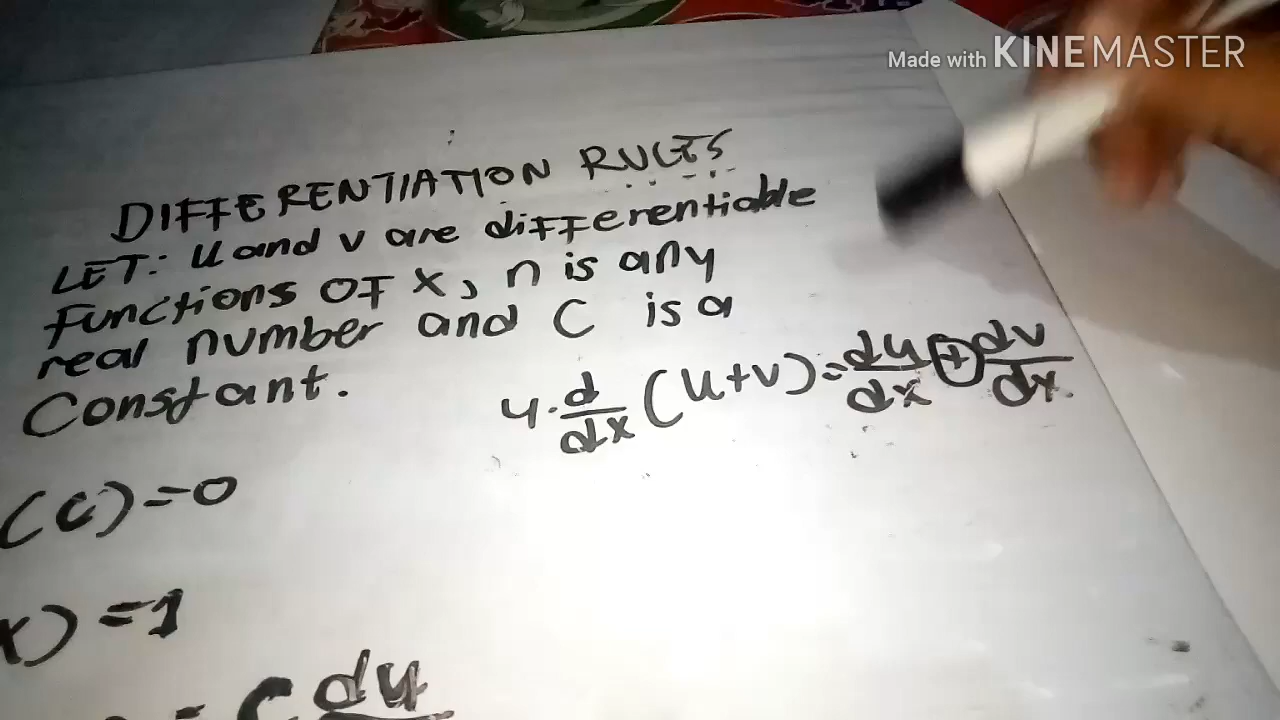 Made with KINEMASTER
DIFFERENTIATION RULES
LET: u and v are differentiable
functions of x, n is any
real number and C is a
Constant.
4. d/dx (u+v) = du/dx + dv/dx
(C)=0
x) =1
= C du